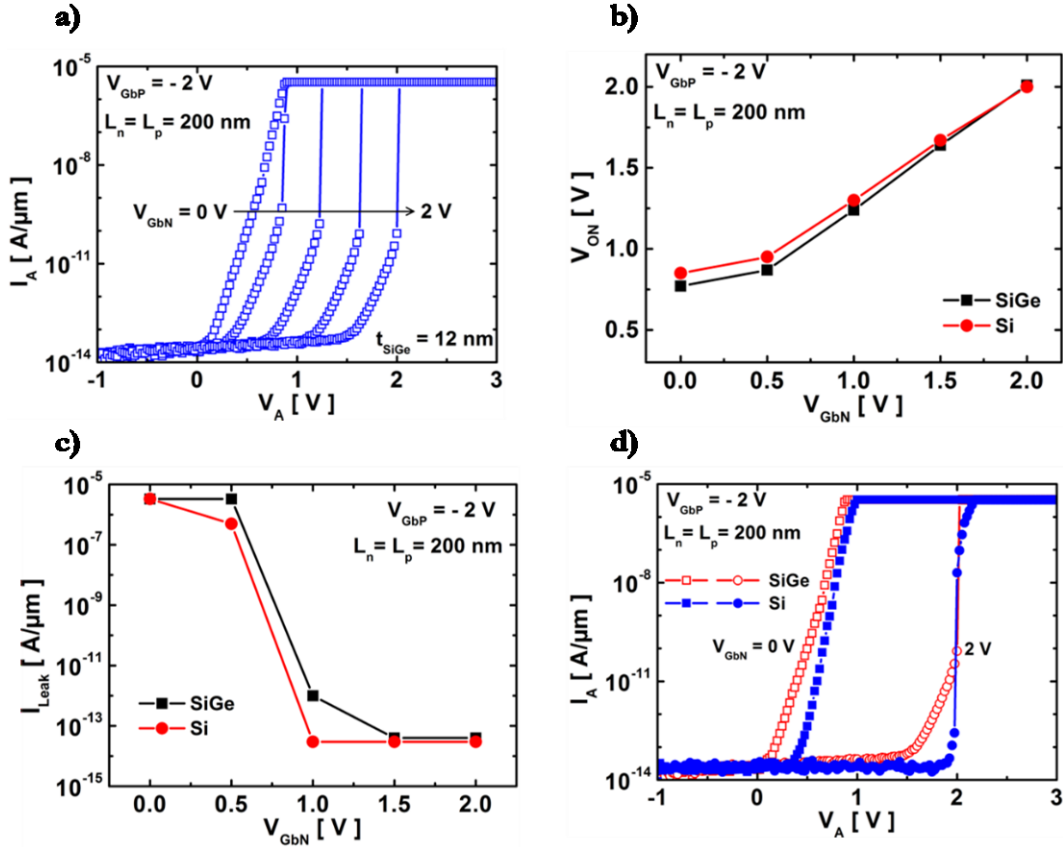 a)
10⁻⁵
10⁻⁸
10⁻¹¹
10⁻¹⁴
I_A [ A/µm ]
V_GbP = - 2 V
L_n = L_p = 200 nm
V_GbN = 0 V
2 V
t_SiGe = 12 nm
-1 0 1 2 3
V_A [ V ]
b)
2.0
1.5
1.0
0.5
V_ON [ V ]
V_GbP = - 2 V
L_n = L_p = 200 nm
SiGe
Si
0.0 0.5 1.0 1.5 2.0
V_GbN [ V ]
c)
10⁻⁵
10⁻⁷
10⁻⁹
10⁻¹¹
10⁻¹³
10⁻¹⁵
I_Leak [ A/µm ]
V_GbP = - 2 V
L_n = L_p = 200 nm
SiGe
Si
0.0 0.5 1.0 1.5 2.0
V_GbN [ V ]
d)
10⁻⁵
10⁻⁸
10⁻¹¹
10⁻¹⁴
I_A [ A/µm ]
V_GbP = - 2 V
L_n = L_p = 200 nm
SiGe
Si
V_GbN = 0 V
2 V
-1 0 1 2 3
V_A [ V ]